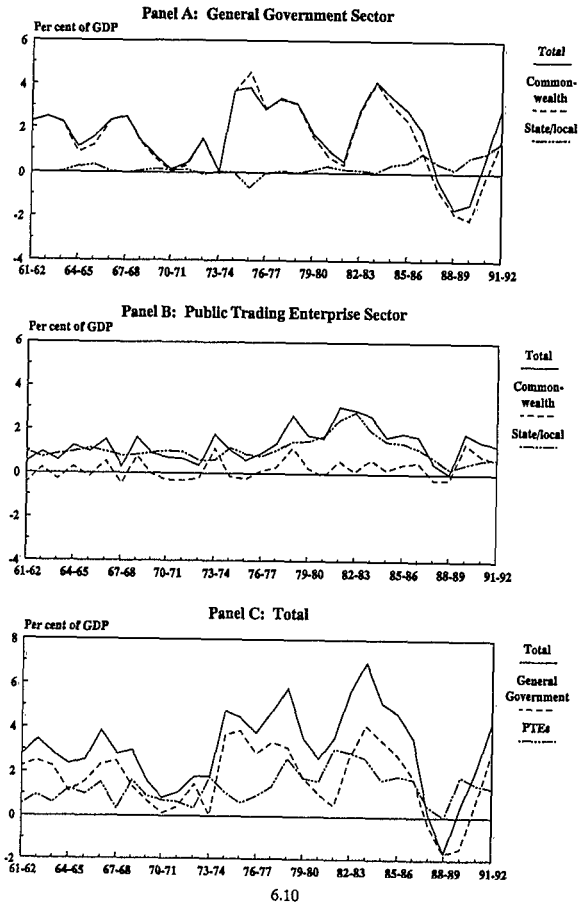 Panel A: General Government Sector
Per cent of GDP
6
4
2
0
-2
-4
61-62 64-65 67-68 70-71 73-74 76-77 79-80 82-83 85-86 88-89 91-92
Total
Common-
wealth
State/local
Panel B: Public Trading Enterprise Sector
Per cent of GDP
6
4
2
0
-2
-4
61-62 64-65 67-68 70-71 73-74 76-77 79-80 82-83 85-86 88-89 91-92
Total
Common-
wealth
State/local
Panel C: Total
Per cent of GDP
8
6
4
2
0
-2
61-62 64-65 67-68 70-71 73-74 76-77 79-80 82-83 85-86 88-89 91-92
Total
General
Government
PTEs
6.10